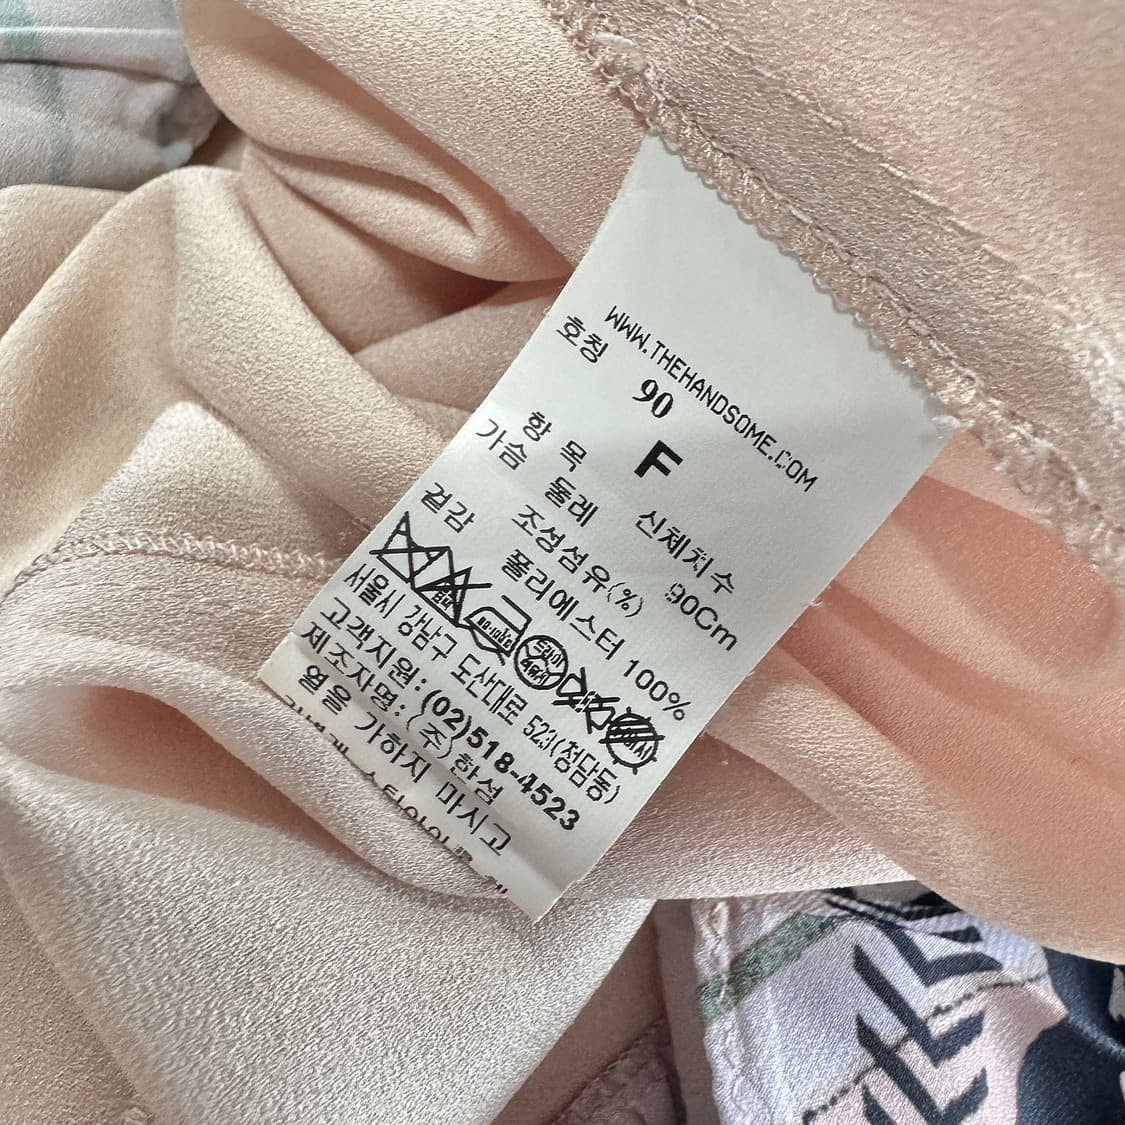 WWW.THEHANDSOME.COM
호칭 90 F
항 목 신체치수
가슴 둘레 90Cm
조성섬유(%)
겉감 폴리에스터 100%
서울시 강남구 도산대로 523(청담동)
고객지원:(02)518-4523
제조자명:(주)한섬
열을 가하지 마시고